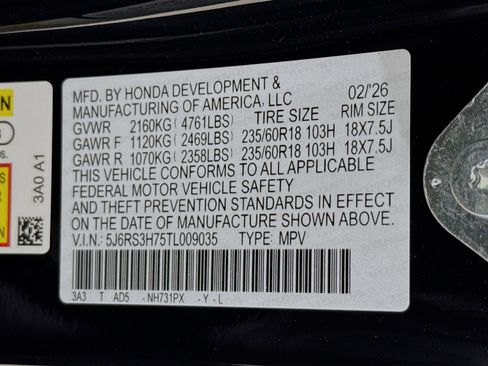 MFD. BY HONDA DEVELOPMENT &
MANUFACTURING OF AMERICA, LLC 02/'26
GVWR 2160KG (4761LBS) TIRE SIZE RIM SIZE
GAWR F 1120KG (2469LBS) 235/60R18 103H 18X7.5J
GAWR R 1070KG (2358LBS) 235/60R18 103H 18X7.5J
THIS VEHICLE CONFORMS TO ALL APPLICABLE
FEDERAL MOTOR VEHICLE SAFETY
AND THEFT PREVENTION STANDARDS IN EFFECT
ON THE DATE OF MANUFACTURE SHOWN ABOVE.
V.I.N.: 5J6RS3H75TL009035 TYPE: MPV
3A3 T AD5 - NH731PX - Y - L
3A0 A1